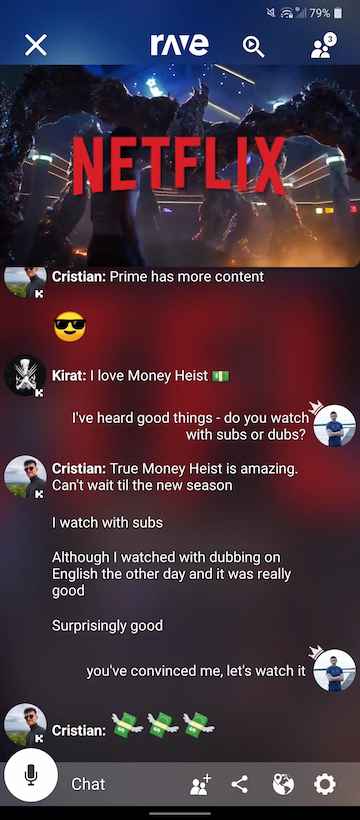 79%
rave
3
NETFLIX
Cristian: Prime has more content
😎
Kirat: I love Money Heist 💵
I've heard good things - do you watch
with subs or dubs?
Cristian: True Money Heist is amazing.
Can't wait til the new season
I watch with subs
Although I watched with dubbing on
English the other day and it was really
good
Surprisingly good
you've convinced me, let's watch it
Cristian: 💸 💸 💸
Chat